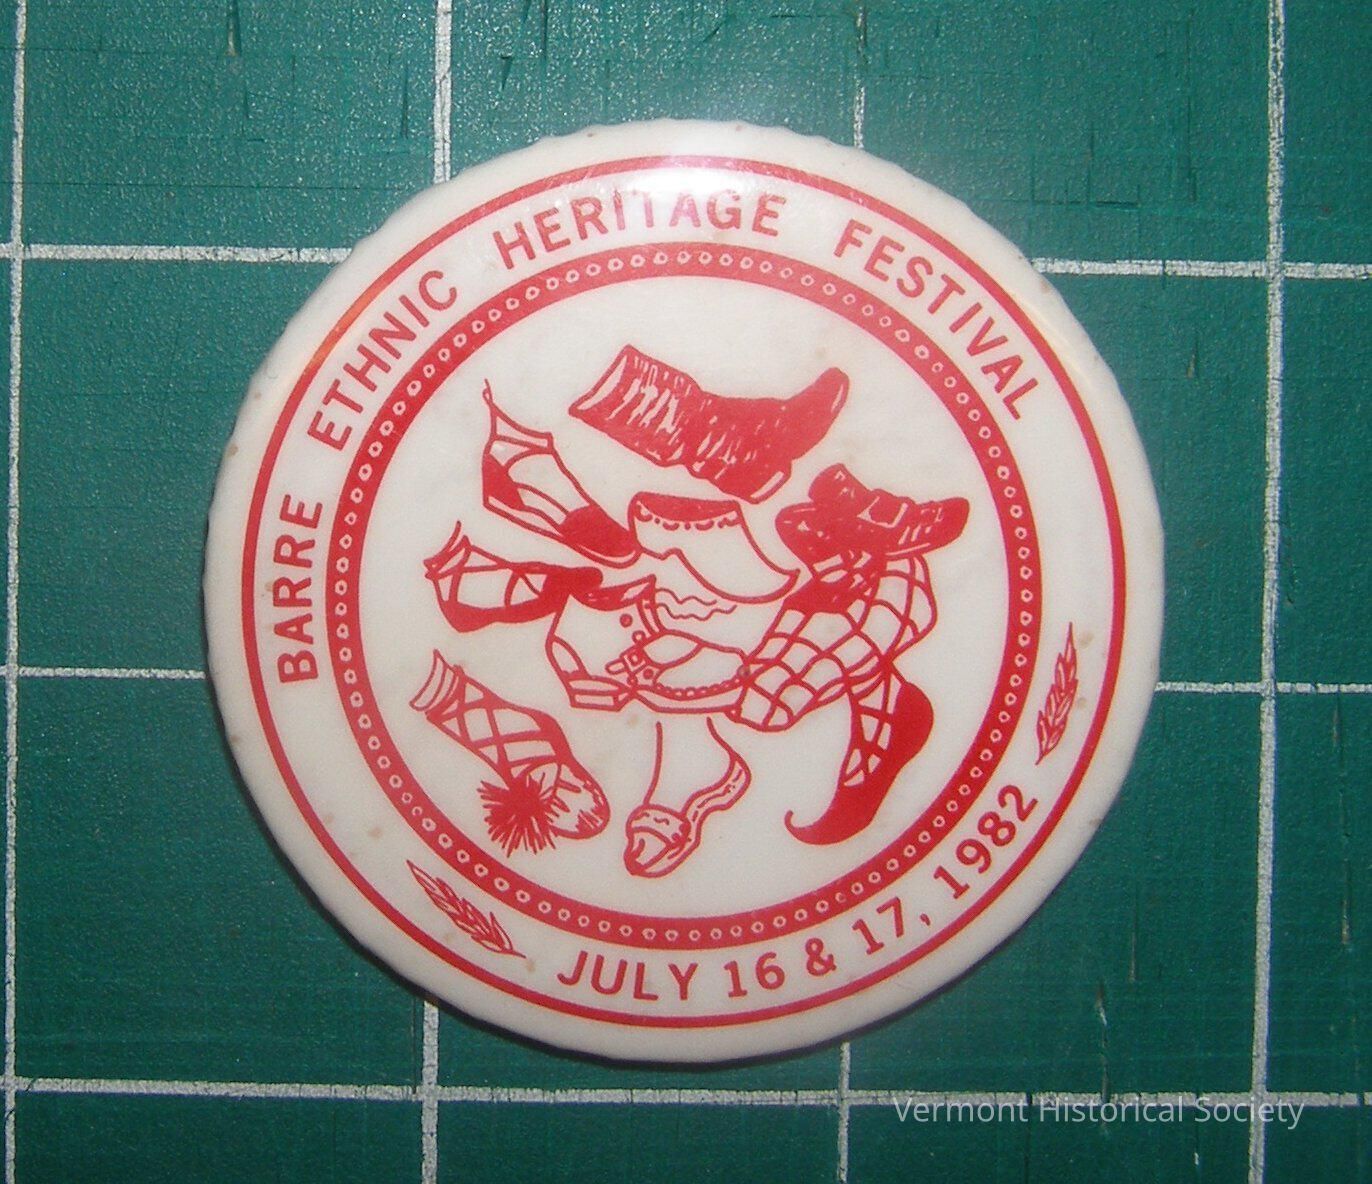 BARRE ETHNIC HERITAGE FESTIVAL
JULY 16 & 17, 1982
Vermont Historical Society